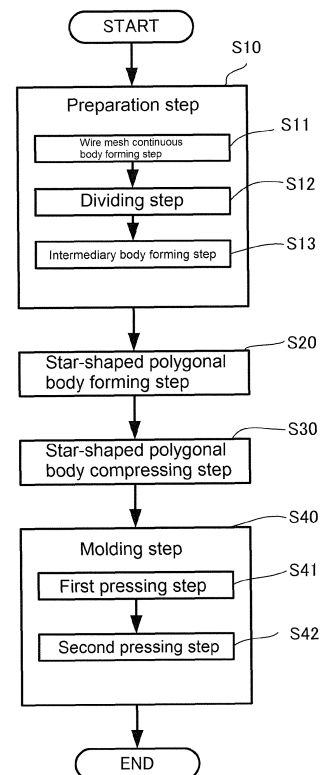 START
S10
Preparation step
S11
Wire mesh continuous
body forming step
S12
Dividing step
S13
Intermediary body forming step
S20
Star-shaped polygonal
body forming step
S30
Star-shaped polygonal
body compressing step
S40
Molding step
S41
First pressing step
S42
Second pressing step
END